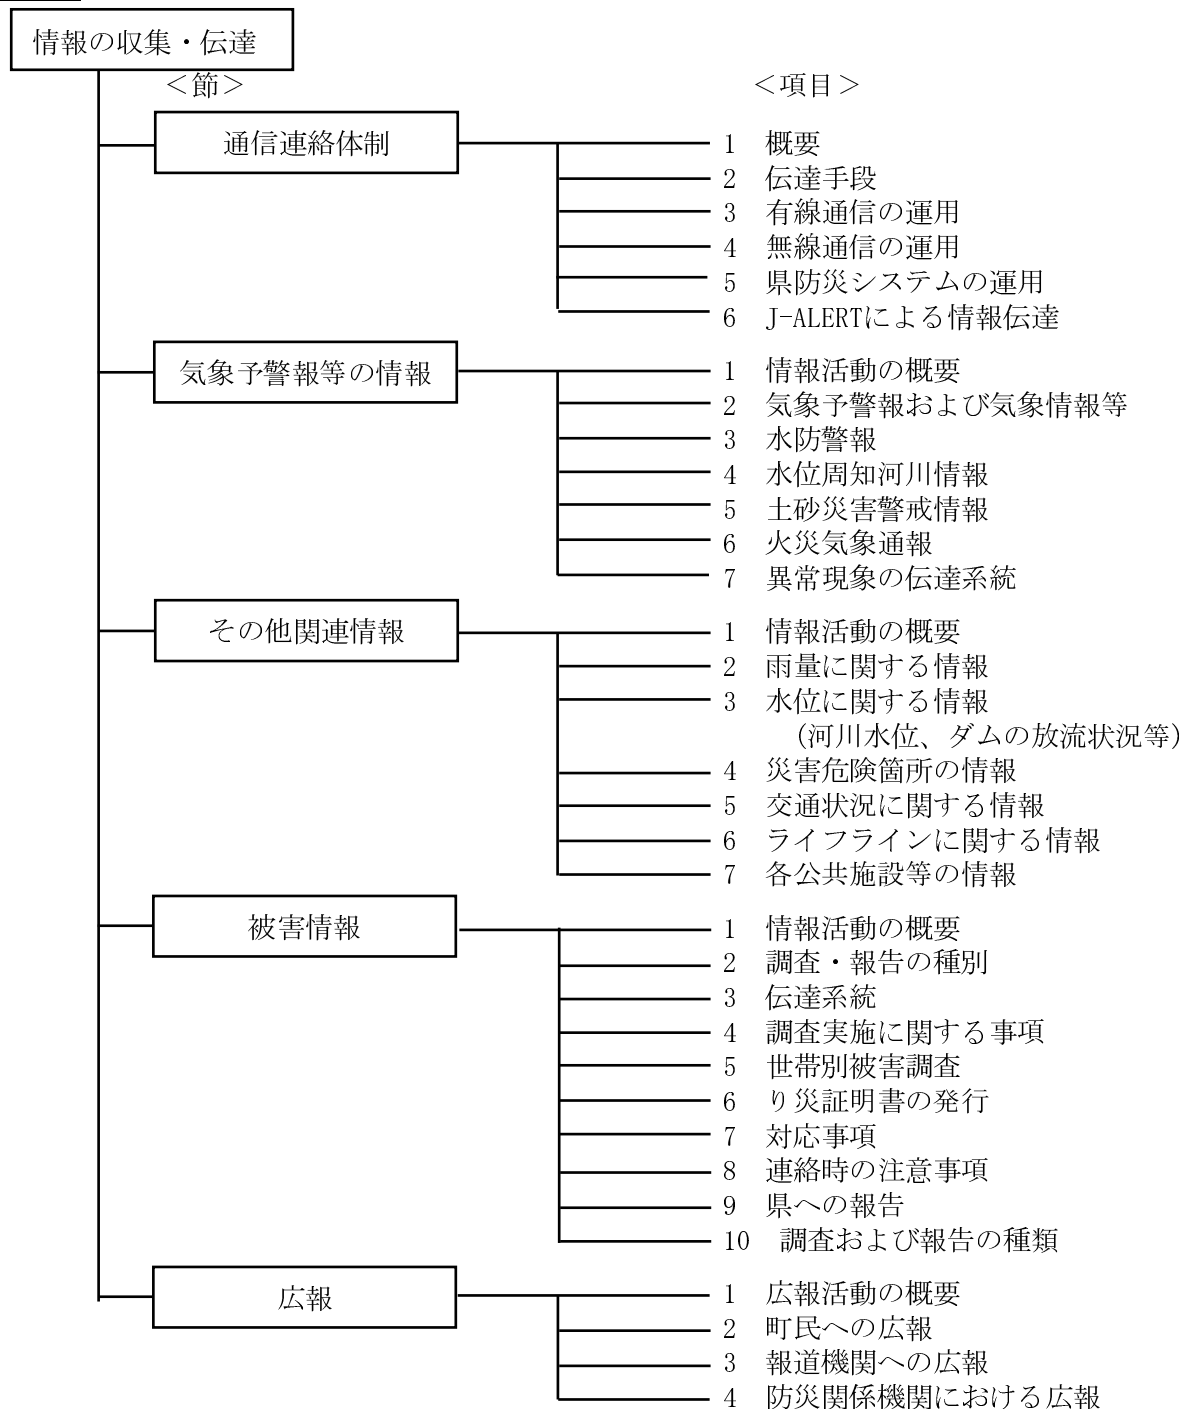 情報の収集・伝達
＜節＞
＜項目＞
通信連絡体制
1 概要
2 伝達手段
3 有線通信の運用
4 無線通信の運用
5 県防災システムの運用
6 J-ALERTによる情報伝達
気象予警報等の情報
1 情報活動の概要
2 気象予警報および気象情報等
3 水防警報
4 水位周知河川情報
5 土砂災害警戒情報
6 火災気象通報
7 異常現象の伝達系統
その他関連情報
1 情報活動の概要
2 雨量に関する情報
3 水位に関する情報
（河川水位、ダムの放流状況等）
4 災害危険箇所の情報
5 交通状況に関する情報
6 ライフラインに関する情報
7 各公共施設等の情報
被害情報
1 情報活動の概要
2 調査・報告の種別
3 伝達系統
4 調査実施に関する事項
5 世帯別被害調査
6 り災証明書の発行
7 対応事項
8 連絡時の注意事項
9 県への報告
10 調査および報告の種類
広報
1 広報活動の概要
2 町民への広報
3 報道機関への広報
4 防災関係機関における広報